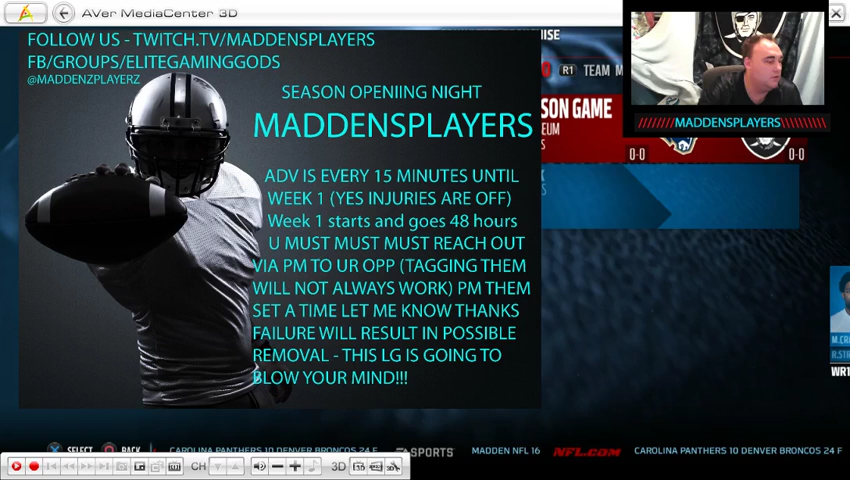 AVer MediaCenter 3D
FOLLOW US - TWITCH.TV/MADDENSPLAYERS
FB/GROUPS/ELITEGAMINGGODS
@MADDENZPLAYERZ
SEASON OPENIING NIGHT
MADDENSPLAYERS
ADV IS EVERY 15 MINUTES UNTIL
WEEK 1 (YES INJURIES ARE OFF)
Week 1 starts and goes 48 hours
U MUST MUST MUST REACH OUT
VIA PM TO UR OPP (TAGGING THEM
WILL NOT ALWAYS WORK) PM THEM
SET A TIME LET ME KNOW THANKS
FAILURE WILL RESULT IN POSSIBLE
REMOVAL - THIS LG IS GOING TO
BLOW YOUR MIND!!!
R1 TEAM M
SON GAME
EUM
///////MADDENSPLAYERS\\\\\\\\\\
0-0 0-0
M.CR
R.STR
WR1
SELECT BACK CAROLINA PANTHERS 10 DENVER BRONCOS 24 F EA SPORTS MADDEN NFL 16 NFL.COM CAROLINA PANTHERS 10 DENVER BRONCOS 24 F
CH 3D